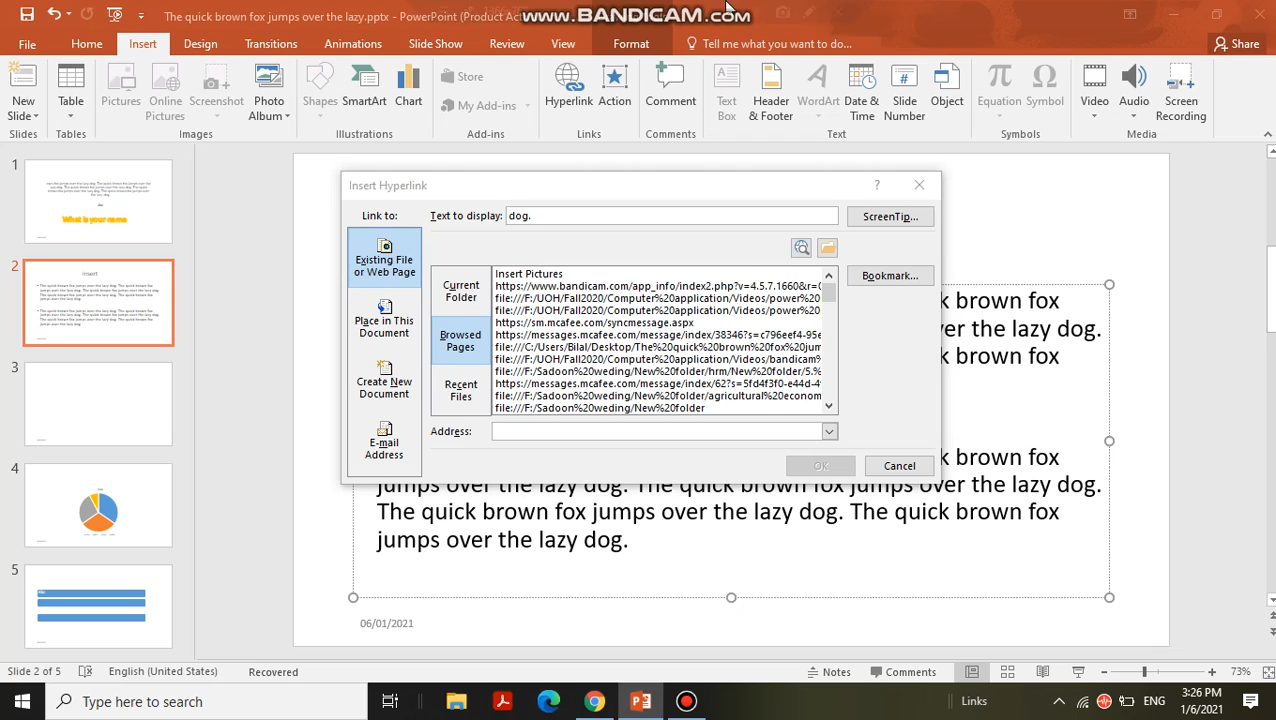 The quick brown fox jumps over the lazy.pptx - PowerPoint (Product Ac
www.BANDICAM.com
File Home Insert Design Transitions Animations Slide Show Review View Format Tell me what you want to do... Share
New Slide Table Pictures Online Pictures Screenshot Photo Album Shapes SmartArt Chart Store My Add-ins Hyperlink Action Comment Text Box Header & Footer WordArt Date & Time Slide Number Object Equation Symbol Video Audio Screen Recording
Slides Tables Images Illustrations Add-ins Links Comments Text Symbols Media
1
What is your name
2
Insert
3
4
5
Insert Hyperlink
?
Link to:
Text to display: dog.
ScreenTip...
Existing File or Web Page
Place in This Document
Create New Document
E-mail Address
Current Folder
Browsed Pages
Recent Files
Insert Pictures
https://www.bandicam.com/app_info/index2.php?v=4.5.7.1660&r=
file:///F:/UOH/Fall2020/Computer%20application/Videos/power%20
file:///F:/UOH/Fall2020/Computer%20application/Videos/power%20
https://sm.mcafee.com/syncmessage.aspx
https://messages.mcafee.com/message/index/38346?s=c796eef4-95e
file:///C:/Users/Bilal/Desktop/The%20quick%20brown%20fox%20jum
file:///F:/UOH/Fall2020/Computer%20application/Videos/bandicam%
file:///F:/Sadoon%20weding/New%20folder/hrm/New%20folder/5.%
https://messages.mcafee.com/message/index/62?s=5fd4f3f0-e44d-4
file:///F:/Sadoon%20weding/New%20folder/agricultural%20econom
file:///F:/Sadoon%20weding/New%20folder
Bookmark...
Address:
OK
Cancel
k brown fox
ver the lazy dog.
k brown fox
k brown fox
jumps over the lazy dog. The quick brown fox jumps over the lazy dog.
The quick brown fox jumps over the lazy dog. The quick brown fox
jumps over the lazy dog.
06/01/2021
Slide 2 of 5 English (United States) Recovered Notes Comments 73%
Type here to search
Links
ENG
3:26 PM
1/6/2021